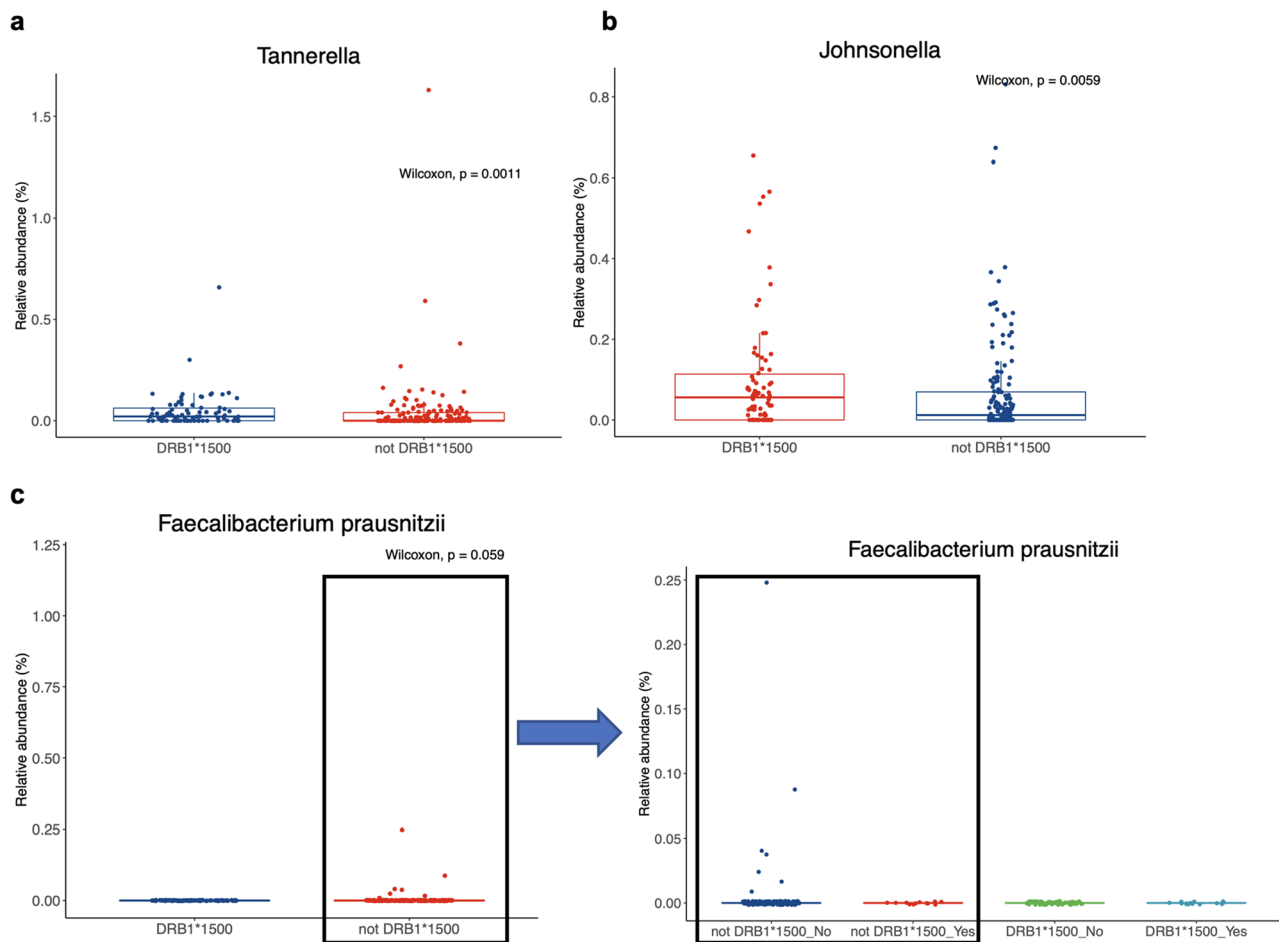 a
Tannerella
Wilcoxon, p = 0.0011
Relative abundance (%)
1.5
1.0
0.5
0.0
DRB1*1500
not DRB1*1500
b
Johnsonella
Wilcoxon, p = 0.0059
Relative abundance (%)
0.8
0.6
0.4
0.2
0.0
DRB1*1500
not DRB1*1500
c
Faecalibacterium prausnitzii
Wilcoxon, p = 0.059
Relative abundance (%)
1.25
1.00
0.75
0.50
0.25
0.00
DRB1*1500
not DRB1*1500
Faecalibacterium prausnitzii
Relative abundance (%)
0.25
0.20
0.15
0.10
0.05
0.00
not DRB1*1500_No
not DRB1*1500_Yes
DRB1*1500_No
DRB1*1500_Yes